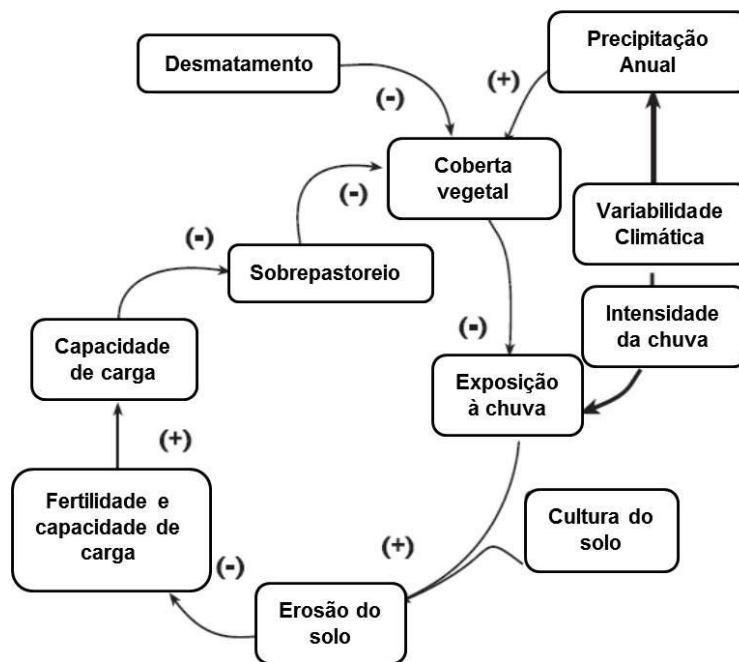 Precipitação
Anual
Desmatamento
(+)
(-)
Coberta
vegetal
(-)
Variabilidade
Climática
(-)
Sobrepastoreio
Intensidade
da chuva
(-)
Capacidade
de carga
Exposição
à chuva
(+)
Fertilidade e
capacidade de
carga
Cultura do
solo
(+)
(-)
Erosão do
solo